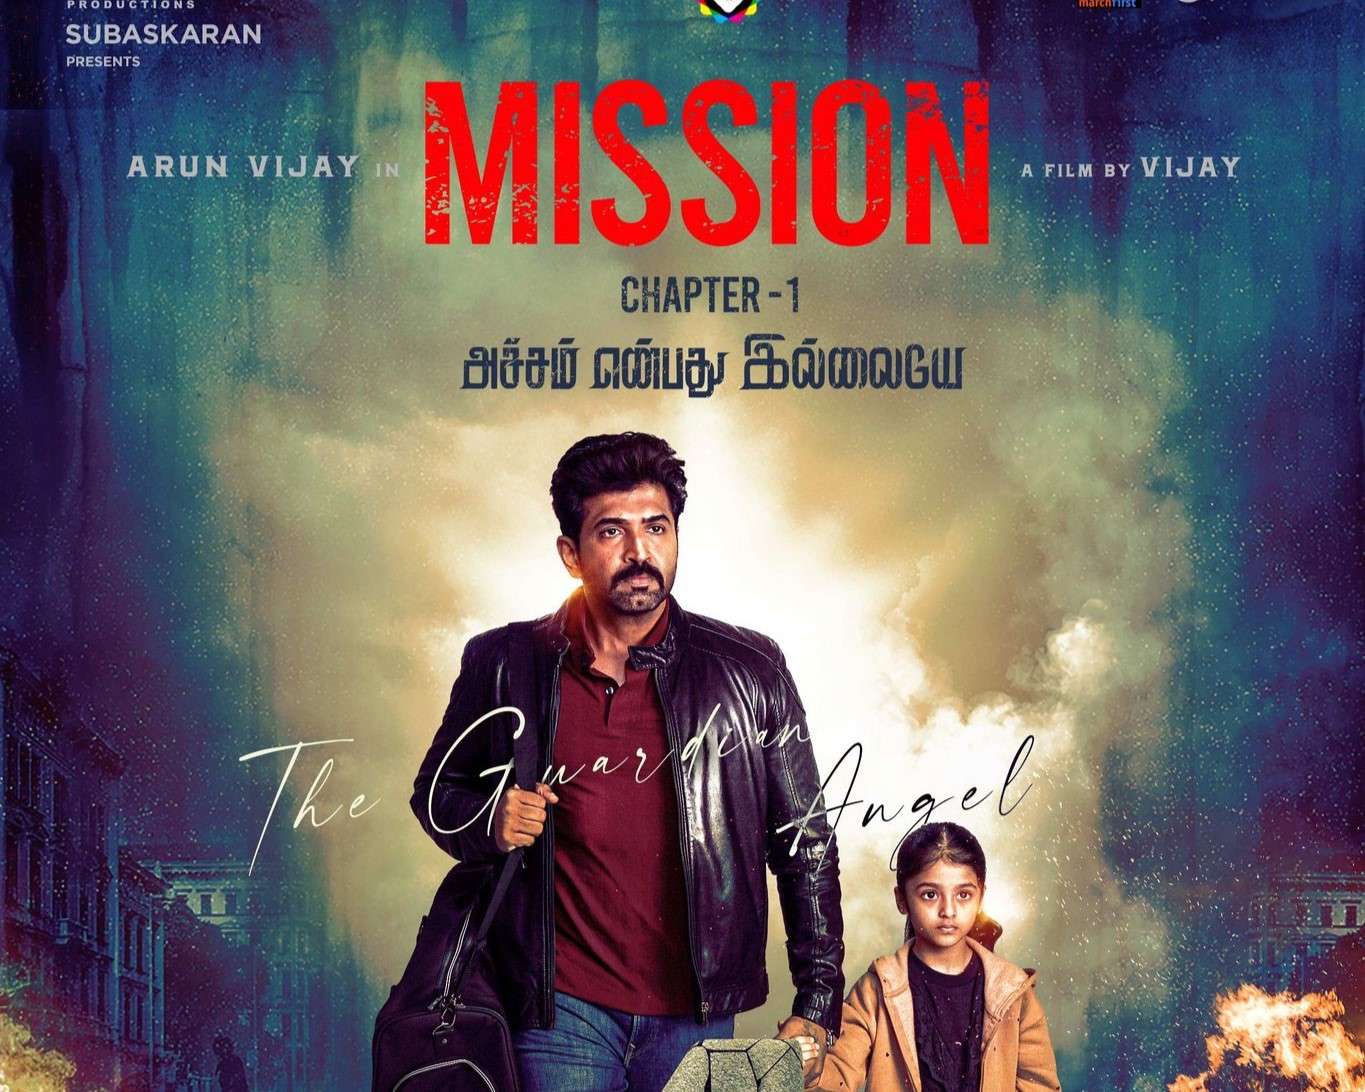 PRODUCTIONS
SUBASKARAN
PRESENTS
marchfirst
MISSION
ARUN VIJAY IN
A FILM BY VIJAY
CHAPTER -1
அச்சம் என்பது இல்லையே
The Guardian Angel